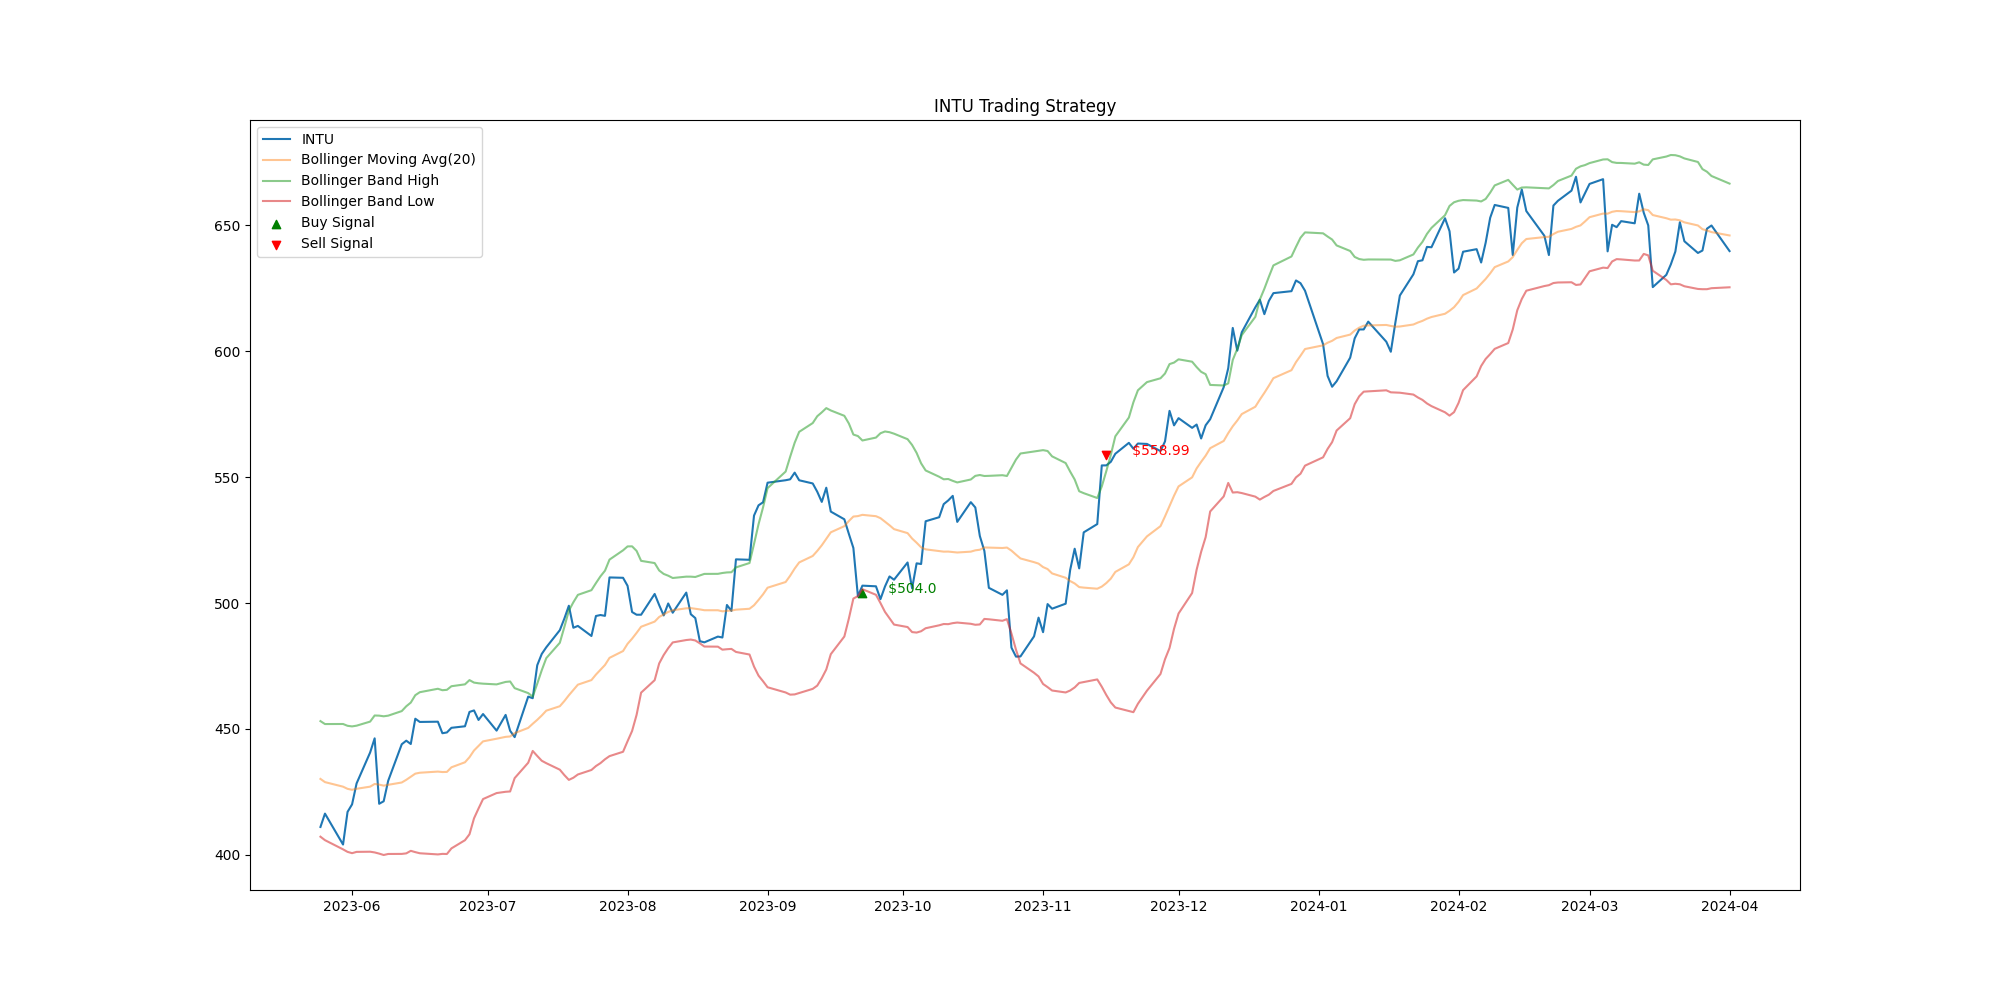 INTU Trading Strategy
INTU
Bollinger Moving Avg(20)
Bollinger Band High
Bollinger Band Low
Buy Signal
Sell Signal
650
600
550
500
450
400
$558.99
$504.0
2023-06 2023-07 2023-08 2023-09 2023-10 2023-11 2023-12 2024-01 2024-02 2024-03 2024-04